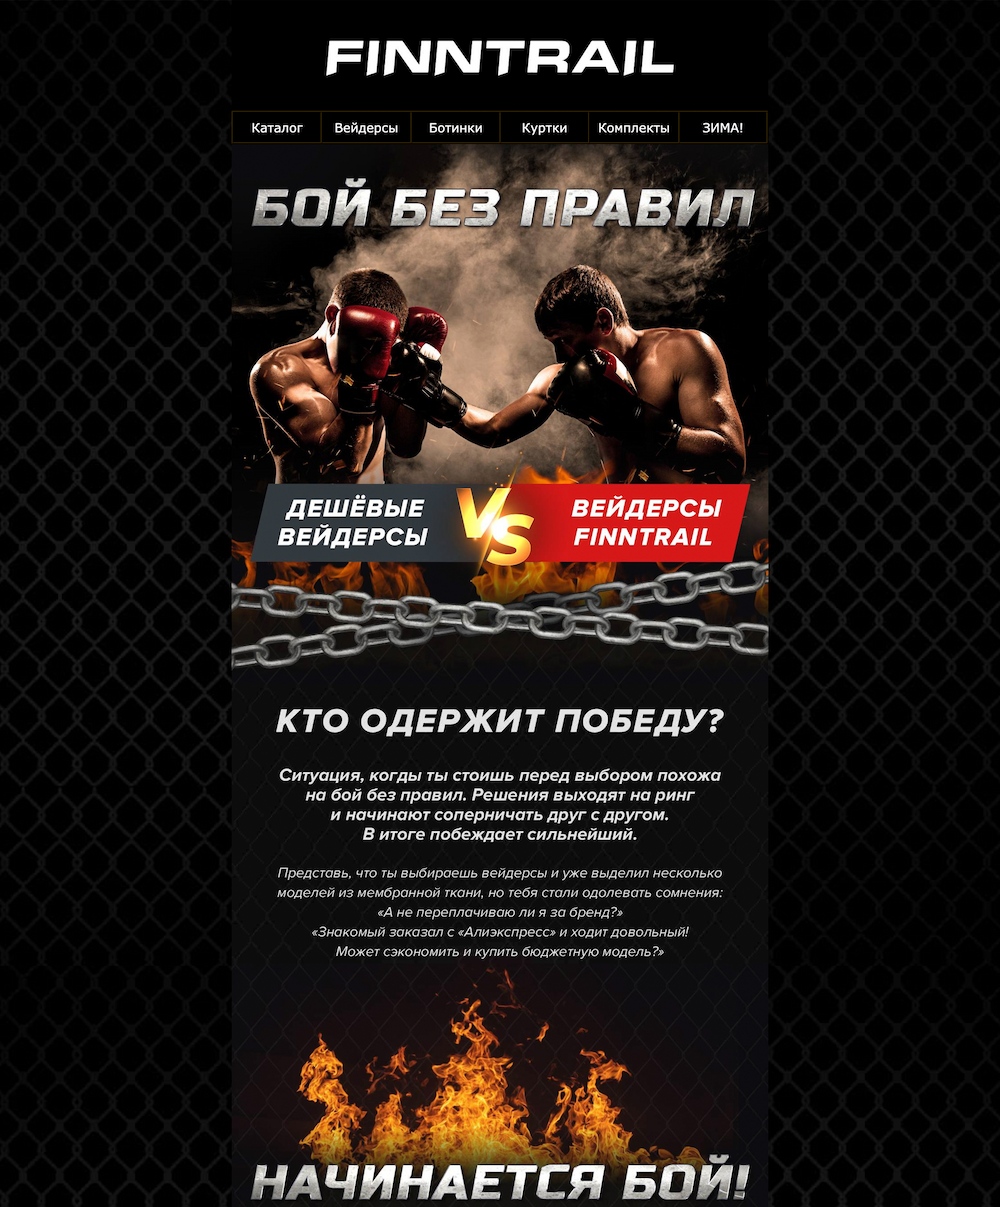 FINNTRAIL
Каталог Вейдерсы Ботинки Куртки Комплекты ЗИМА!
БОЙ БЕЗ ПРАВИЛ
ДЕШЁВЫЕ
ВЕЙДЕРСЫ
VS
ВЕЙДЕРСЫ
FINNTRAIL
КТО ОДЕРЖИТ ПОБЕДУ?
Ситуация, когды ты стоишь перед выбором похожа
на бой без правил. Решения выходят на ринг
и начинают соперничать друг с другом.
В итоге побеждает сильнейший.
Представь, что ты выбираешь вейдерсы и уже выделил несколько
моделей из мембранной ткани, но тебя стали одолевать сомнения:
«А не переплачиваю ли я за бренд?»
«Знакомый заказал с «Алиэкспресс» и ходит довольный!
Может сэкономить и купить бюджетную модель?»
НАЧИНАЕТСЯ БОЙ!